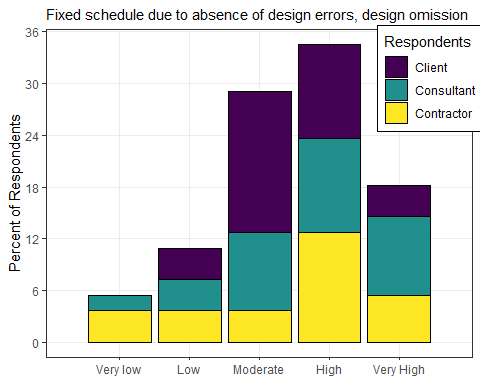 Fixed schedule due to absence of design errors, design omission
Respondents
Client
Consultant
Contractor
Percent of Respondents
36
30
24
18
12
6
0
Very low
Low
Moderate
High
Very High